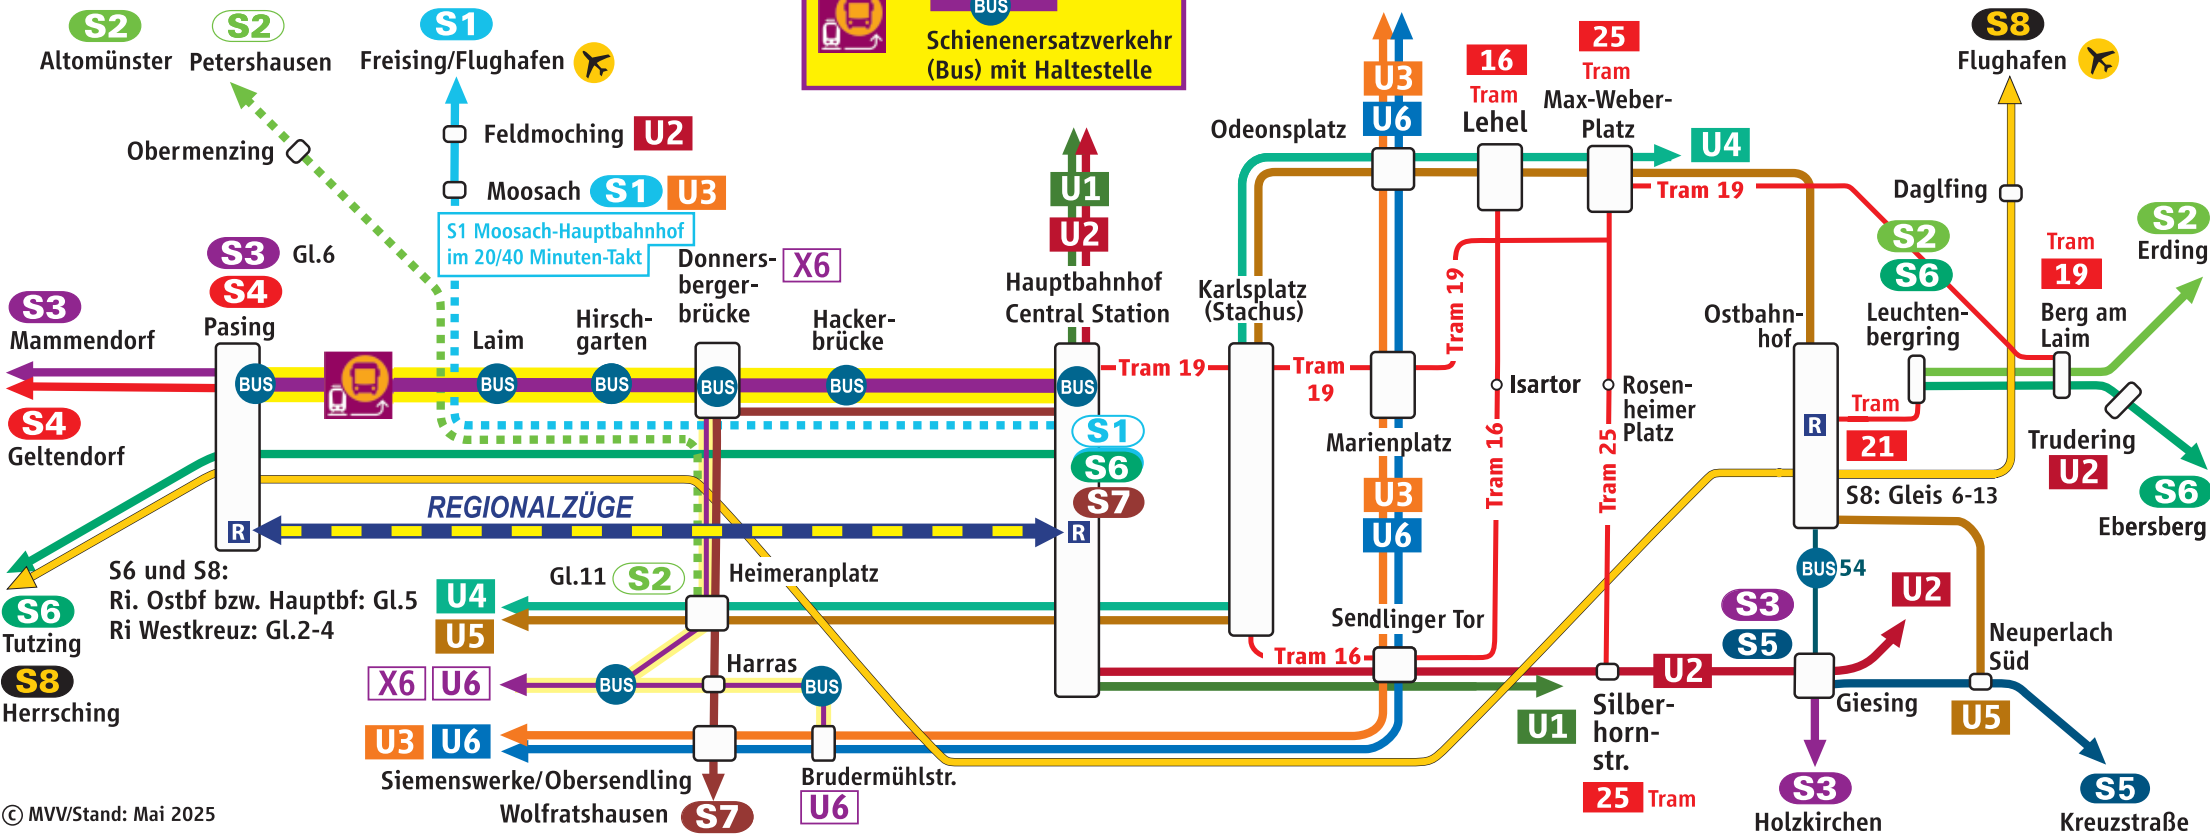 S2
Altomünster
S2
Petershausen
S1
Freising/Flughafen
BUS
Schienenersatzverkehr
(Bus) mit Haltestelle
U3
U6
16
Tram
Lehel
25
Tram
Max-Weber-
Platz
S8
Flughafen
Obermenzing
Feldmoching U2
Moosach S1 U3
S1 Moosach-Hauptbahnhof
im 20/40 Minuten-Takt
Odeonsplatz
U4
Tram 19
Daglfing
S2
Erding
S3 Gl.6
S4
Pasing
Donners-
berger-
brücke
X6
U1
U2
Hauptbahnhof
Central Station
Karlsplatz
(Stachus)
Tram 19
Ostbahn-
hof
S2
S6
Leuchten-
bergring
Tram
19
Berg am
Laim
S3
Mammendorf
Laim
Hirsch-
garten
Hacker-
brücke
BUS
BUS
BUS
BUS
BUS
BUS
Tram 19
Tram
19
Isartor
Rosen-
heimer
Platz
S4
Geltendorf
S1
S6
S7
Marienplatz
Tram 16
Tram 25
R
Tram
21
Trudering
U2
S6
Ebersberg
REGIONALZÜGE
R
R
U3
U6
S8: Gleis 6-13
S6 und S8:
Ri. Ostbf bzw. Hauptbf: Gl.5
Ri Westkreuz: Gl.2-4
Gl.11 S2
Heimeranplatz
U4
U5
S6
Tutzing
S8
Herrsching
X6 U6
BUS
Harras
BUS
Sendlinger Tor
Tram 16
U2
BUS 54
S3
S5
U2
Neuperlach
Süd
Giesing
U5
U3 U6
Siemenswerke/Obersendling
Wolfratshausen S7
Brudermühlstr.
U6
U1
Silber-
horn-
str.
25 Tram
S3
Holzkirchen
S5
Kreuzstraße
© MVV/Stand: Mai 2025